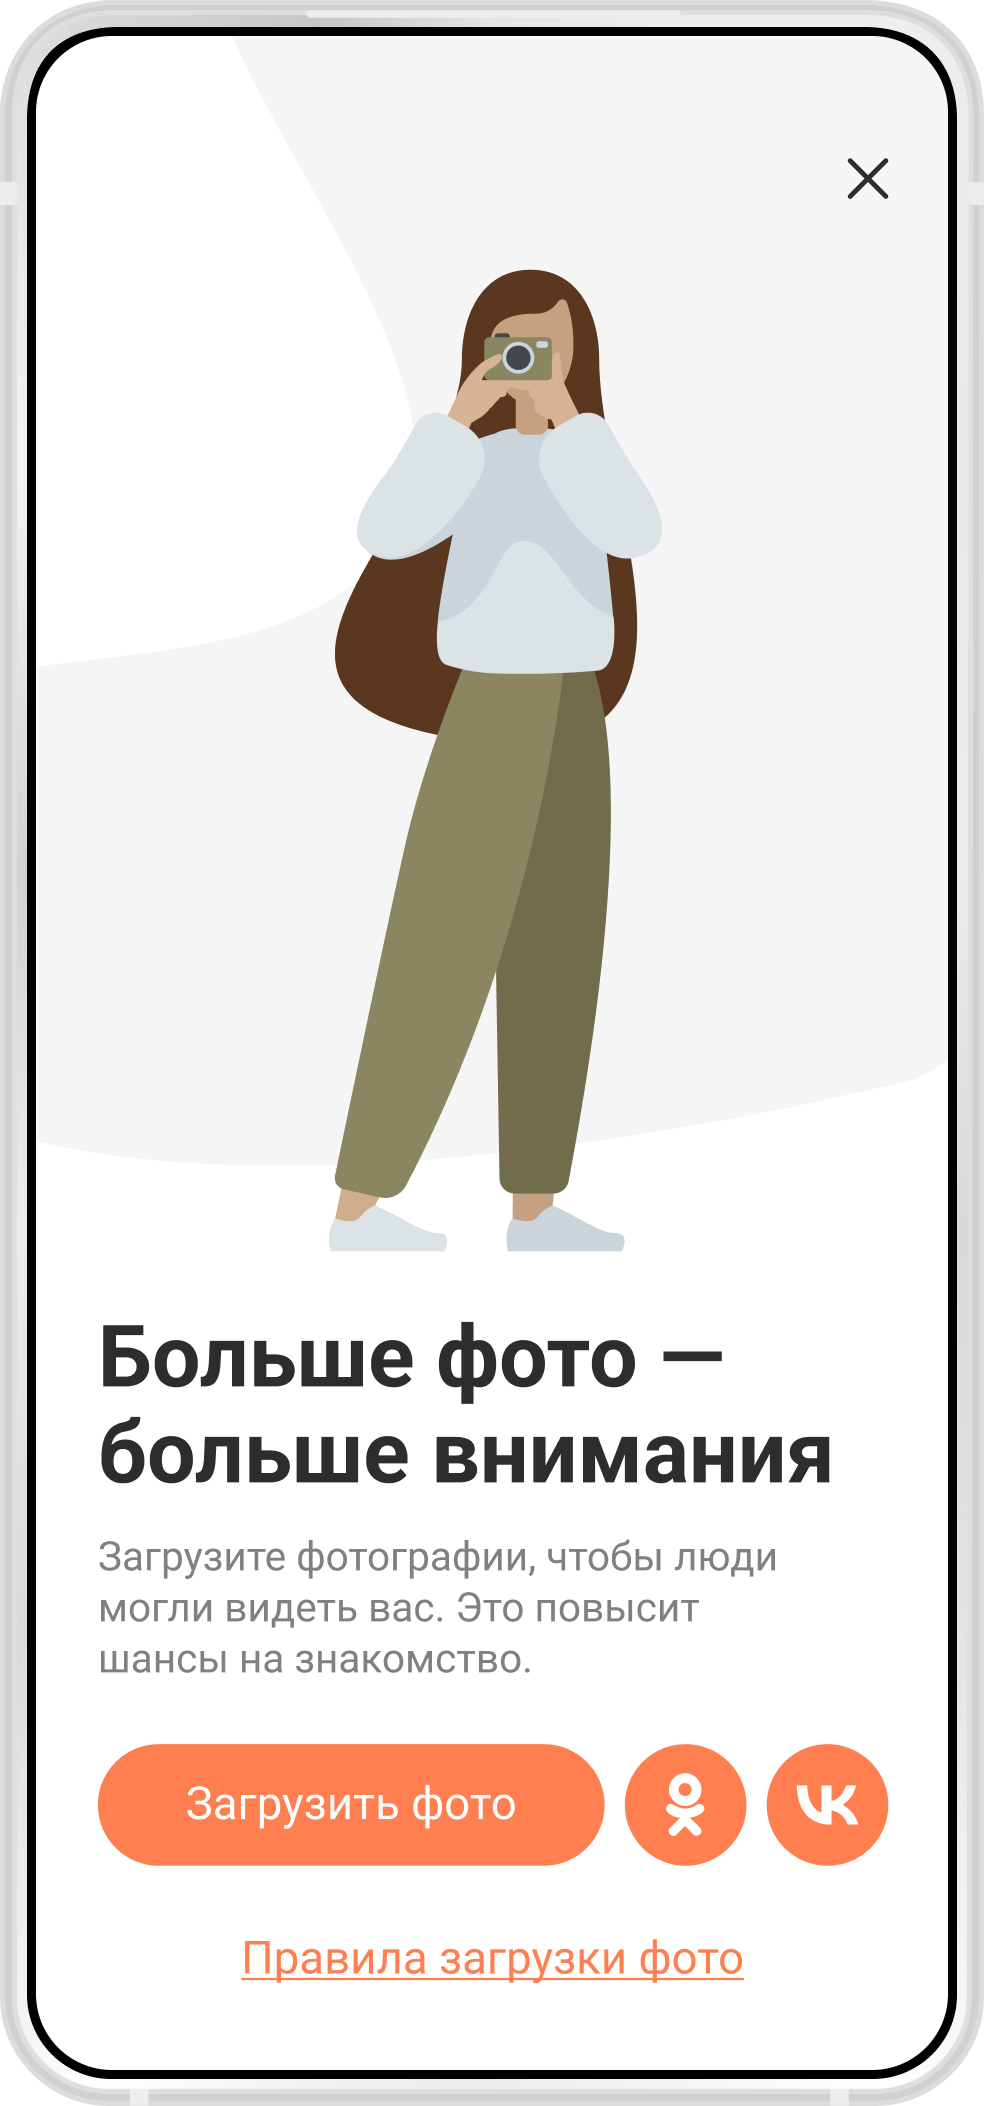 Больше фото —
больше внимания
Загрузите фотографии, чтобы люди
могли видеть вас. Это повысит
шансы на знакомство.
Загрузить фото
Правила загрузки фото